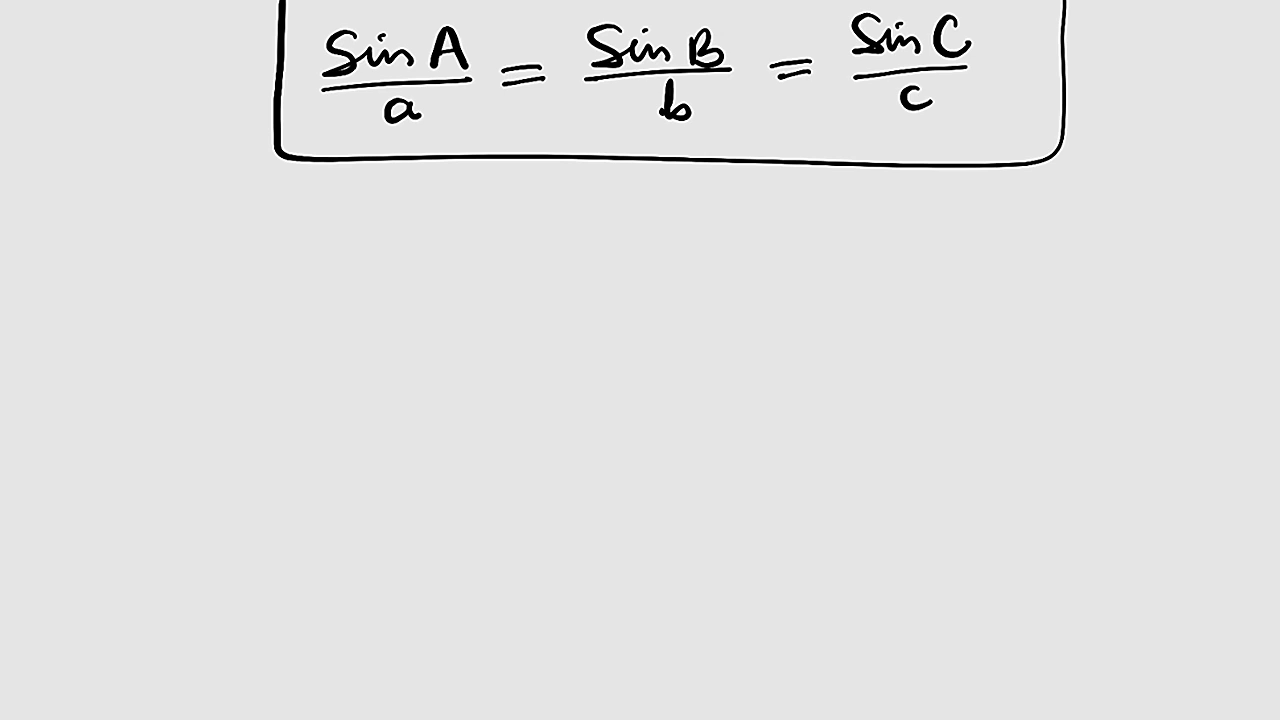 Sin A / a = Sin B / b = Sin C / c